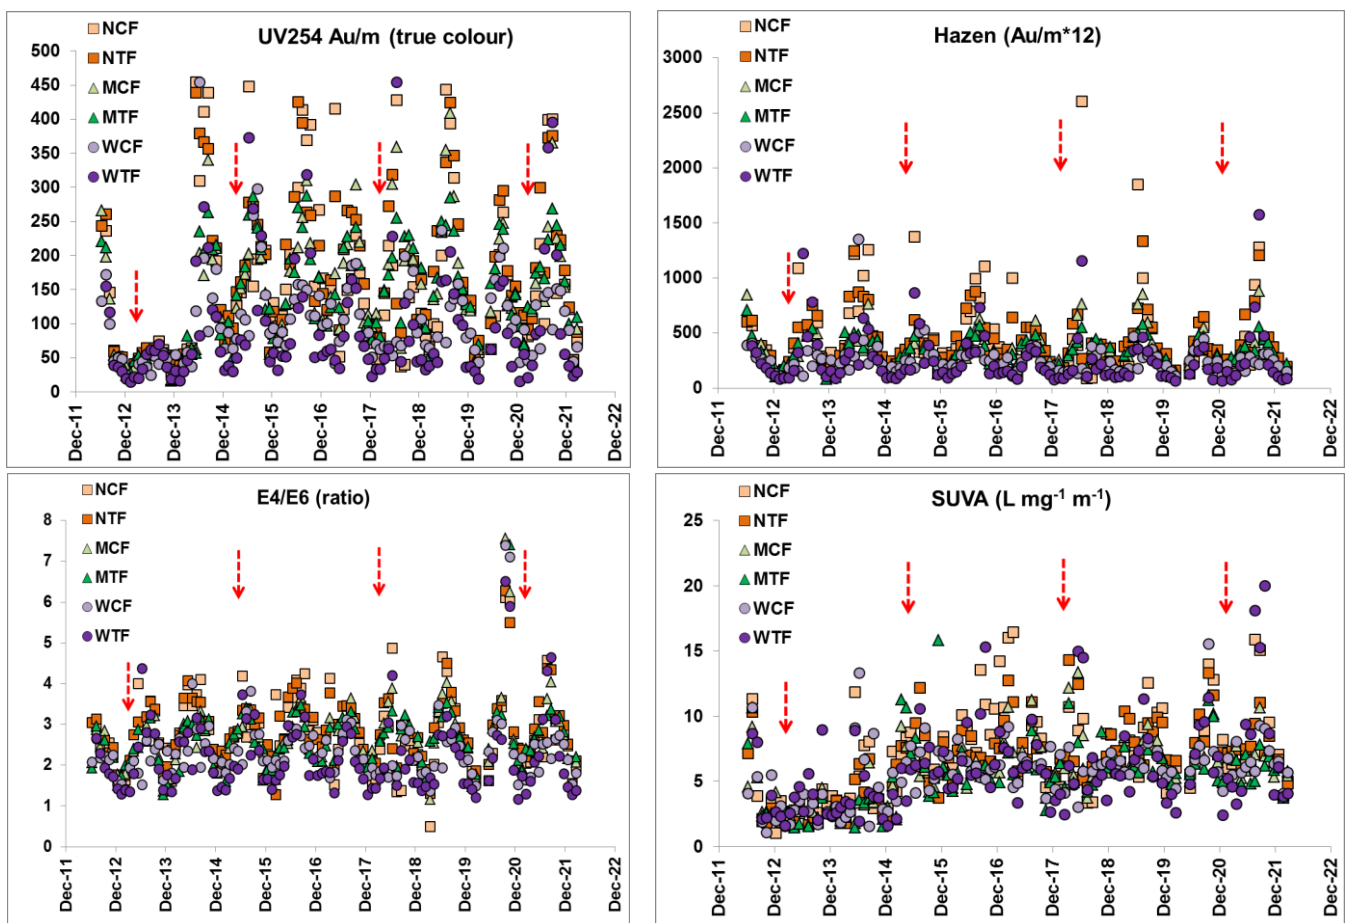 UV254 Au/m (true colour)
NCF
NTF
MCF
MTF
WCF
WTF
500
450
400
350
300
250
200
150
100
50
0
Dec-11
Dec-12
Dec-13
Dec-14
Dec-15
Dec-16
Dec-17
Dec-18
Dec-19
Dec-20
Dec-21
Dec-22
Hazen (Au/m*12)
NCF
NTF
MCF
MTF
WCF
WTF
3000
2500
2000
1500
1000
500
0
Dec-11
Dec-12
Dec-13
Dec-14
Dec-15
Dec-16
Dec-17
Dec-18
Dec-19
Dec-20
Dec-21
Dec-22
E4/E6 (ratio)
NCF
NTF
MCF
MTF
WCF
WTF
8
7
6
5
4
3
2
1
0
Dec-11
Dec-12
Dec-13
Dec-14
Dec-15
Dec-16
Dec-17
Dec-18
Dec-19
Dec-20
Dec-21
Dec-22
SUVA (L mg⁻¹ m⁻¹)
NCF
NTF
MCF
MTF
WCF
WTF
25
20
15
10
5
0
Dec-11
Dec-12
Dec-13
Dec-14
Dec-15
Dec-16
Dec-17
Dec-18
Dec-19
Dec-20
Dec-21
Dec-22